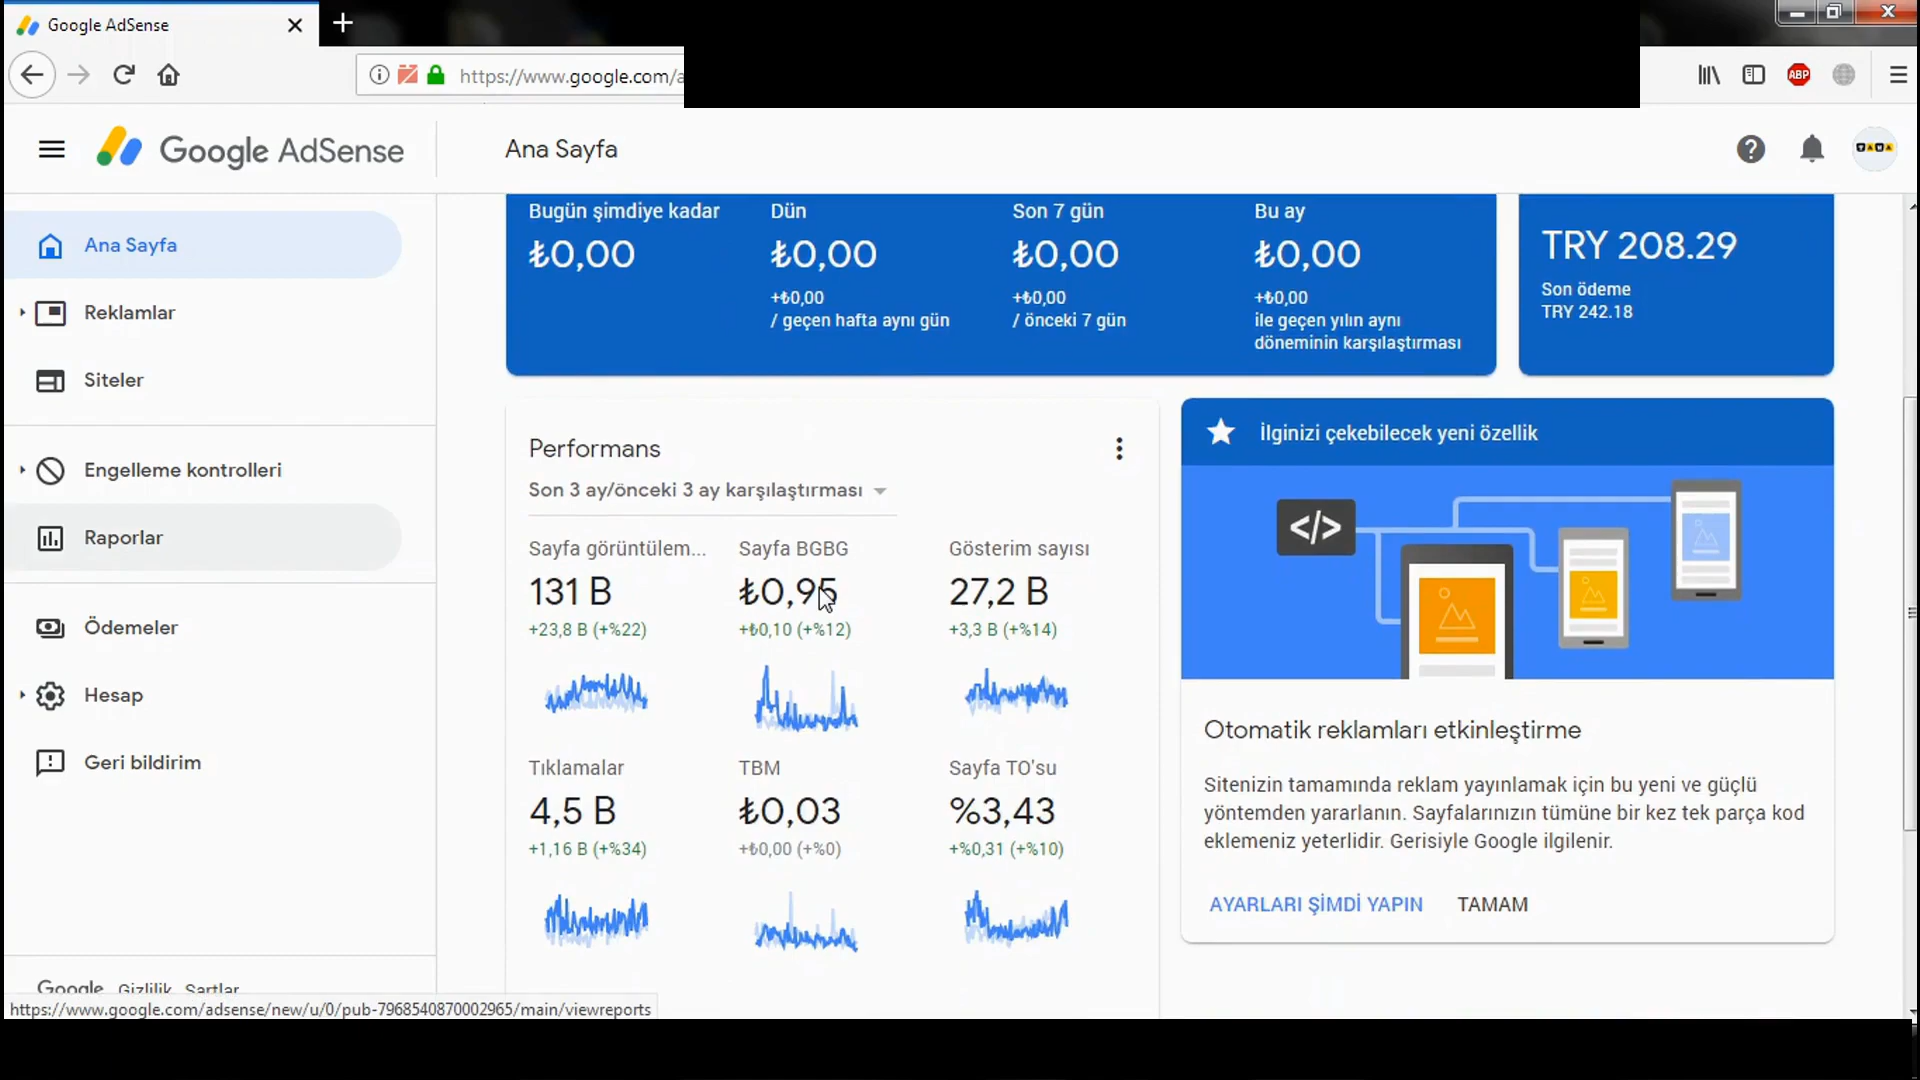 Google AdSense
https://www.google.com/a
ABP
Google AdSense
Ana Sayfa
Ana Sayfa
Reklamlar
Siteler
Engelleme kontrolleri
Raporlar
Ödemeler
Hesap
Geri bildirim
Google Gizlilik Şartlar
Bugün şimdiye kadar
₺0,00
Dün
₺0,00
+₺0,00
/ geçen hafta aynı gün
Son 7 gün
₺0,00
+₺0,00
/ önceki 7 gün
Bu ay
₺0,00
+₺0,00
ile geçen yılın aynı
döneminin karşılaştırması
TRY 208.29
Son ödeme
TRY 242.18
Performans
Son 3 ay/önceki 3 ay karşılaştırması
Sayfa görüntülem...
131 B
+23,8 B (+%22)
Sayfa BGBG
₺0,95
+₺0,10 (+%12)
Gösterim sayısı
27,2 B
+3,3 B (+%14)
Tıklamalar
4,5 B
+1,16 B (+%34)
TBM
₺0,03
+₺0,00 (+%0)
Sayfa TO'su
%3,43
+%0,31 (+%10)
İlginizi çekebilecek yeni özellik
</>
Otomatik reklamları etkinleştirme
Sitenizin tamamında reklam yayınlamak için bu yeni ve güçlü
yöntemden yararlanın. Sayfalarınızın tümüne bir kez tek parça kod
eklemeniz yeterlidir. Gerisiyle Google ilgilenir.
AYARLARI ŞİMDİ YAPIN TAMAM
https://www.google.com/adsense/new/u/0/pub-7968540870002965/main/viewreports